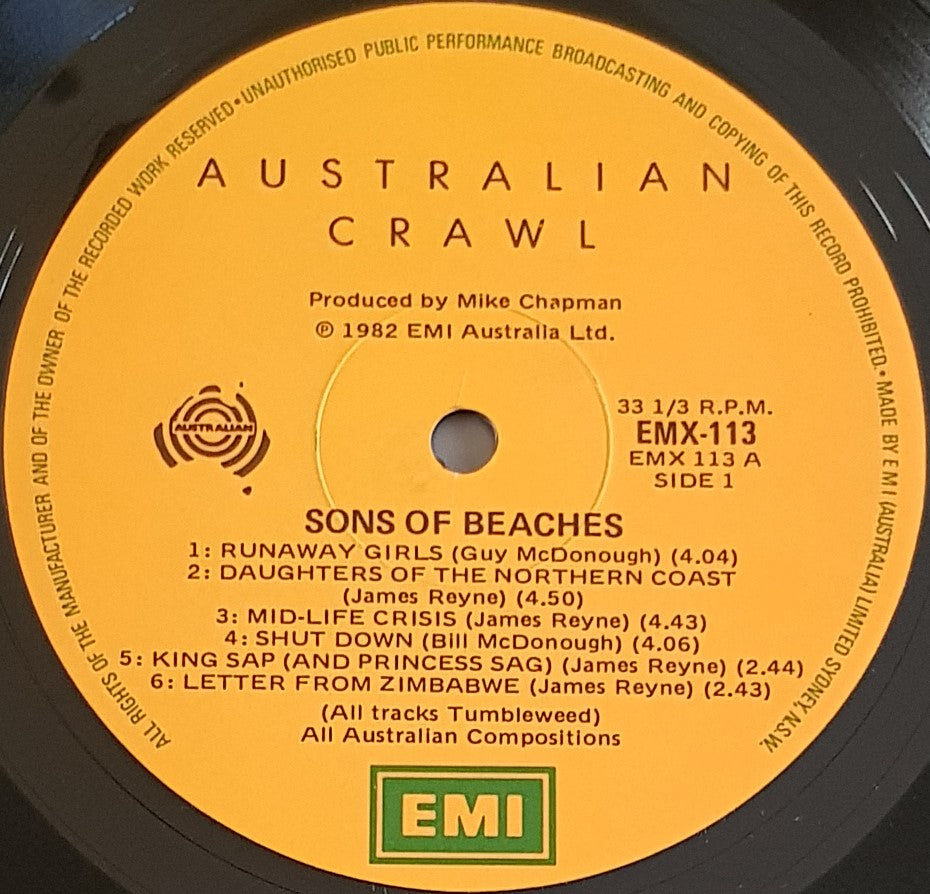 ALL RIGHTS OF THE MANUFACTURER AND OF THE OWNER OF THE RECORDED WORK RESERVED • UNAUTHORISED PUBLIC PERFORMANCE BROADCASTING AND COPYING OF THIS RECORD PROHIBITED. • MADE BY EMI (AUSTRALIA) LIMITED SYDNEY, N.S.W.
AUSTRALIAN
CRAWL
Produced by Mike Chapman
℗ 1982 EMI Australia Ltd.
AUSTRALIAN
33 1/3 R.P.M.
EMX-113
EMX 113 A
SIDE 1
SONS OF BEACHES
1: RUNAWAY GIRLS (Guy McDonough) (4.04)
2: DAUGHTERS OF THE NORTHERN COAST
(James Reyne) (4.50)
3: MID-LIFE CRISIS (James Reyne) (4.43)
4: SHUT DOWN (Bill McDonough) (4.06)
5: KING SAP (AND PRINCESS SAG) (James Reyne) (2.44)
6: LETTER FROM ZIMBABWE (James Reyne) (2.43)
(All tracks Tumbleweed)
All Australian Compositions
EMI